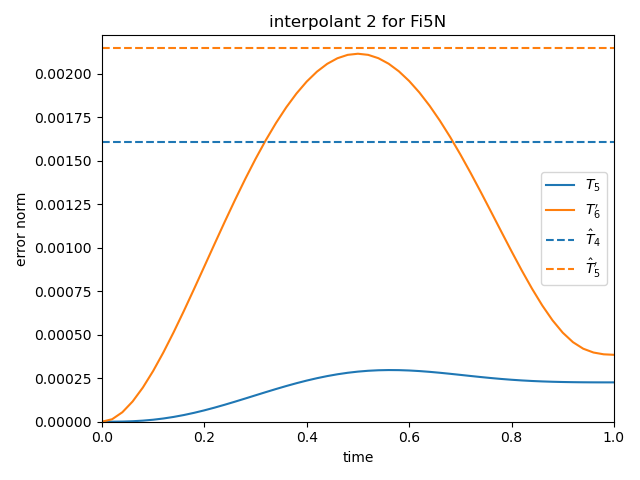 interpolant 2 for Fi5N
error norm
0.00200
0.00175
0.00150
0.00125
0.00100
0.00075
0.00050
0.00025
0.00000
T₅
T′₆
T̂₄
T̂′₅
0.0 0.2 0.4 0.6 0.8 1.0
time